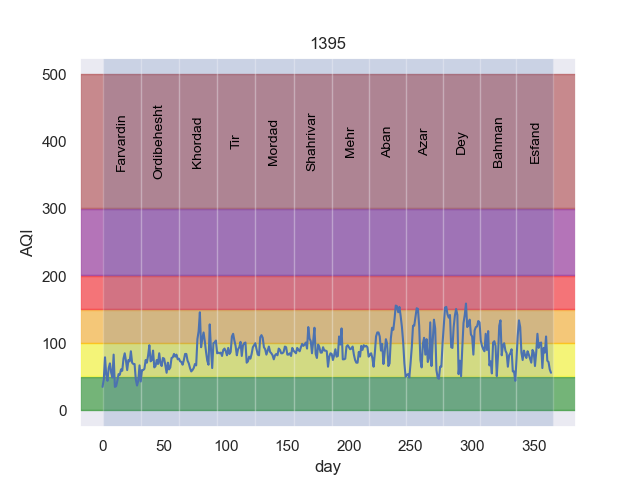 1395
500
400
300
200
100
0
AQI
Farvardin
Ordibehesht
Khordad
Tir
Mordad
Shahrivar
Mehr
Aban
Azar
Dey
Bahman
Esfand
0 50 100 150 200 250 300 350
day